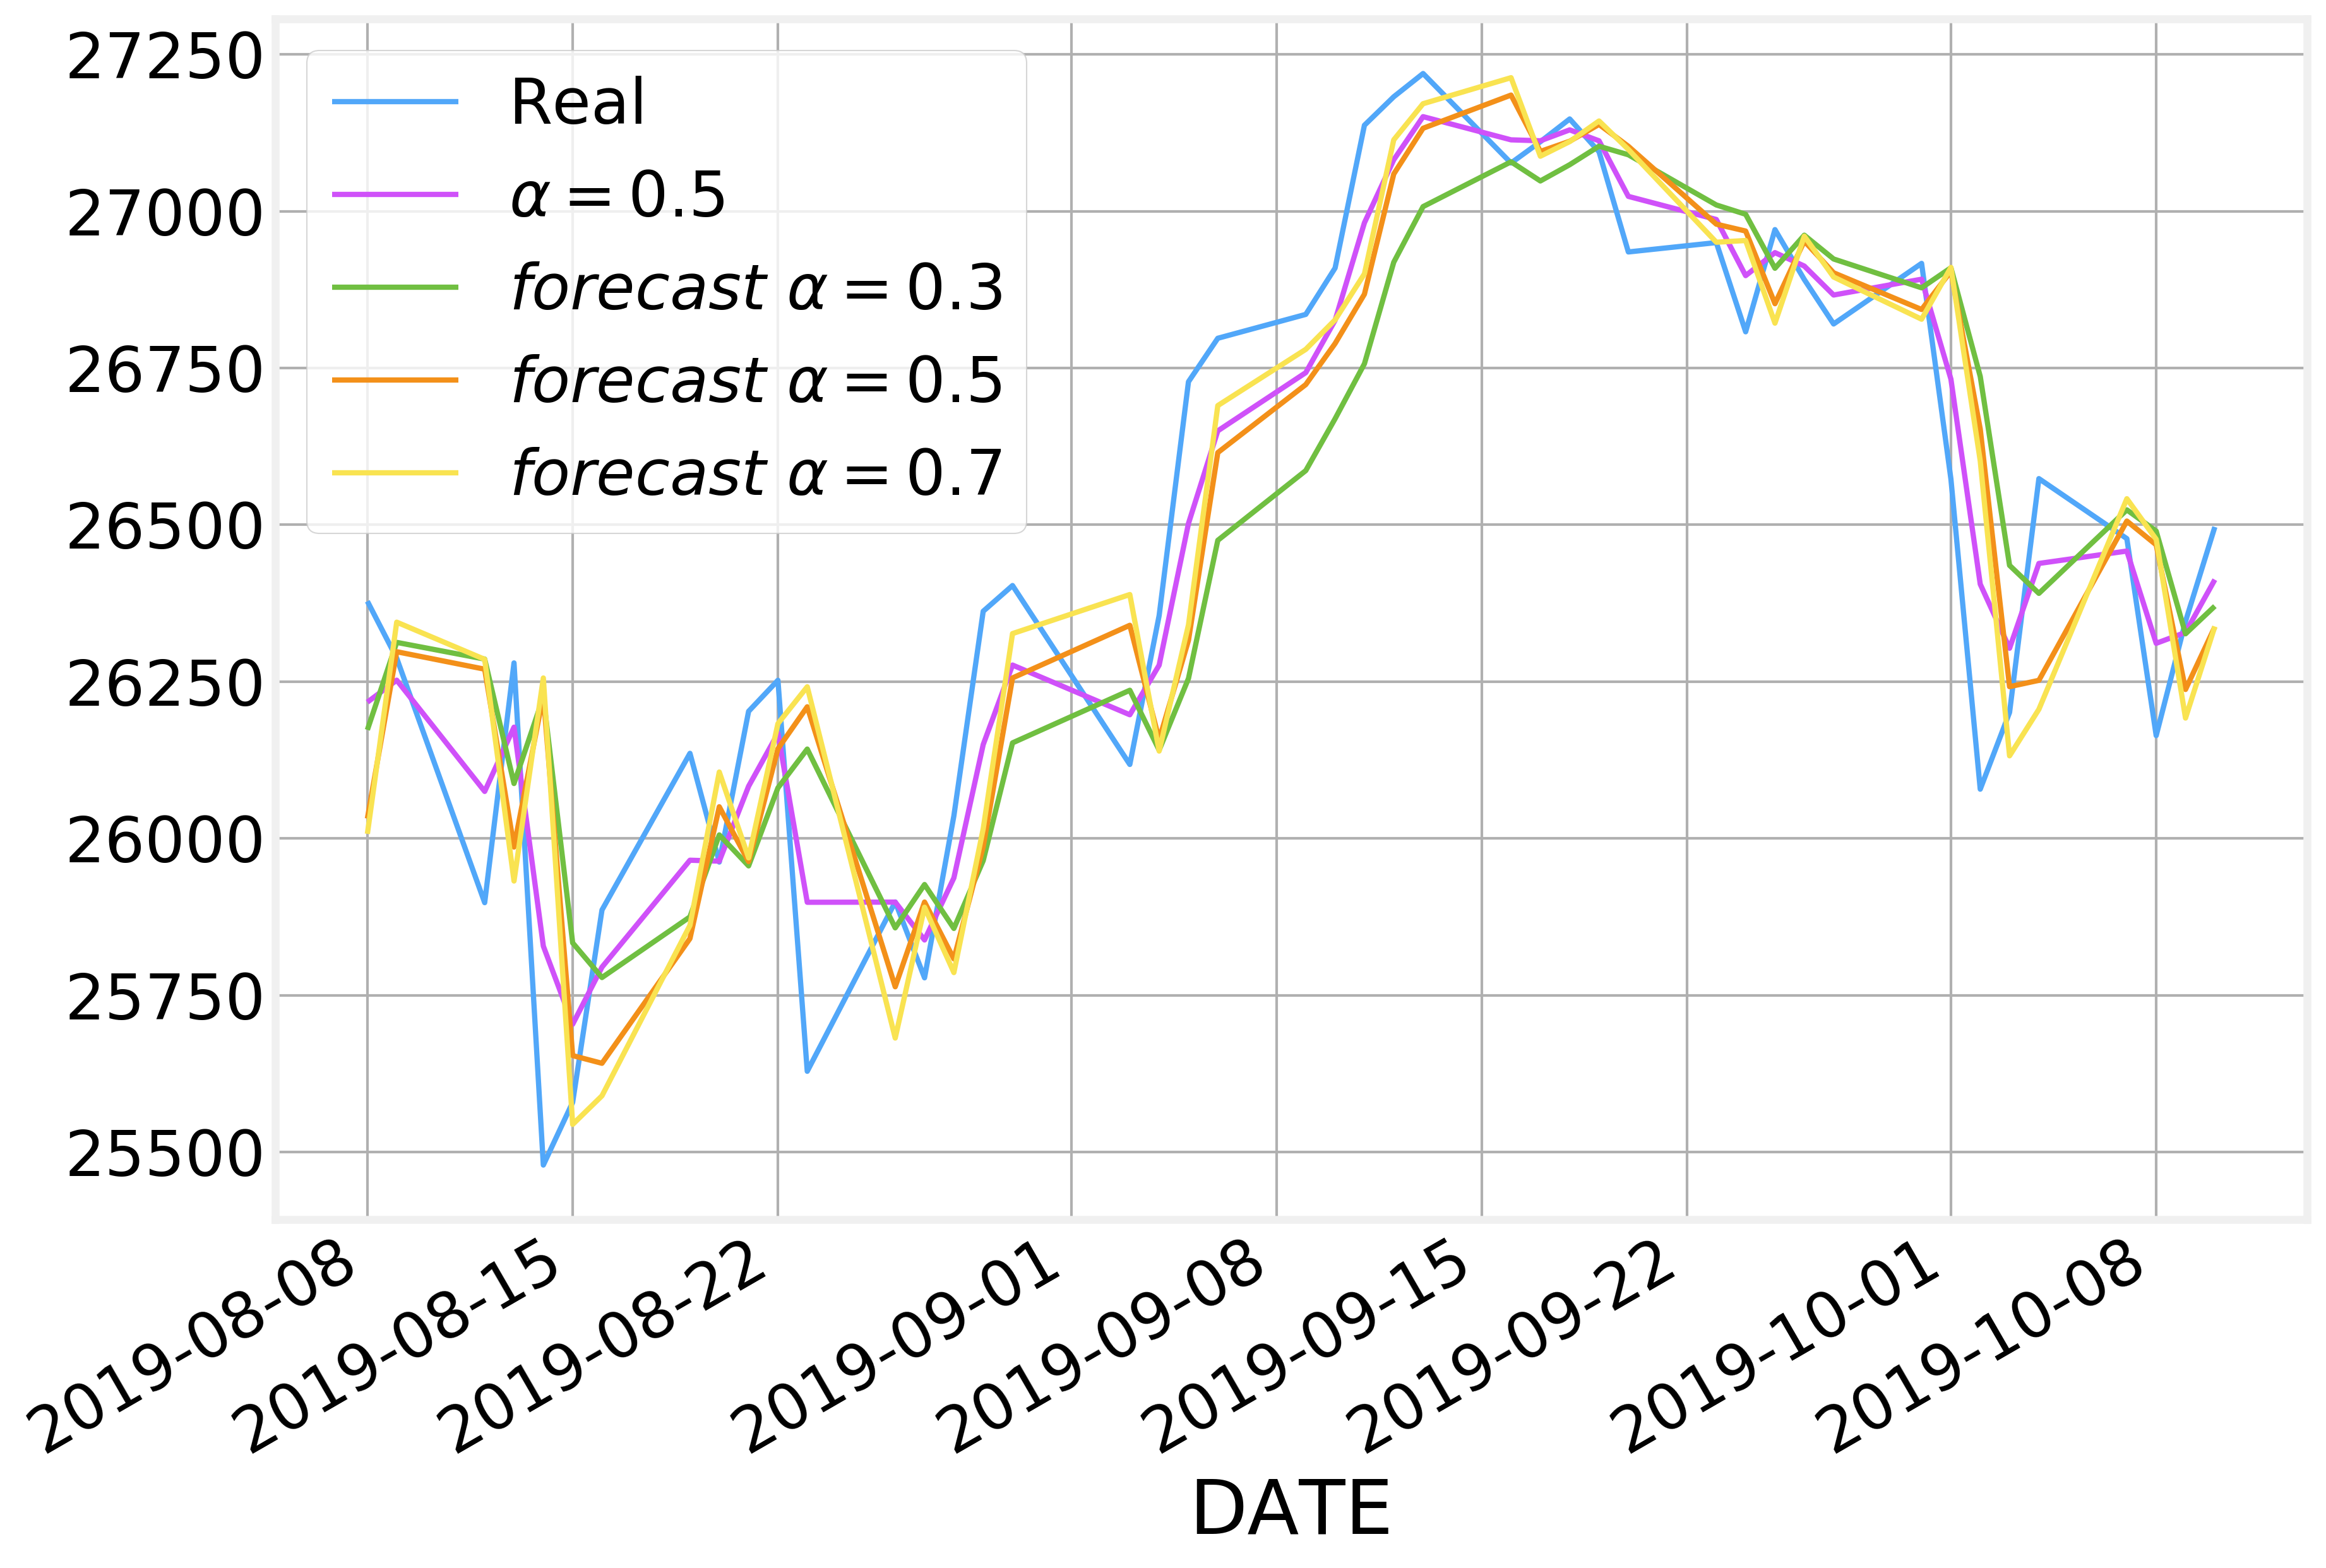 27250
27000
26750
26500
26250
26000
25750
25500
Real
α = 0.5
forecast α = 0.3
forecast α = 0.5
forecast α = 0.7
2019-08-08
2019-08-15
2019-08-22
2019-09-01
2019-09-08
2019-09-15
2019-09-22
2019-10-01
2019-10-08
DATE